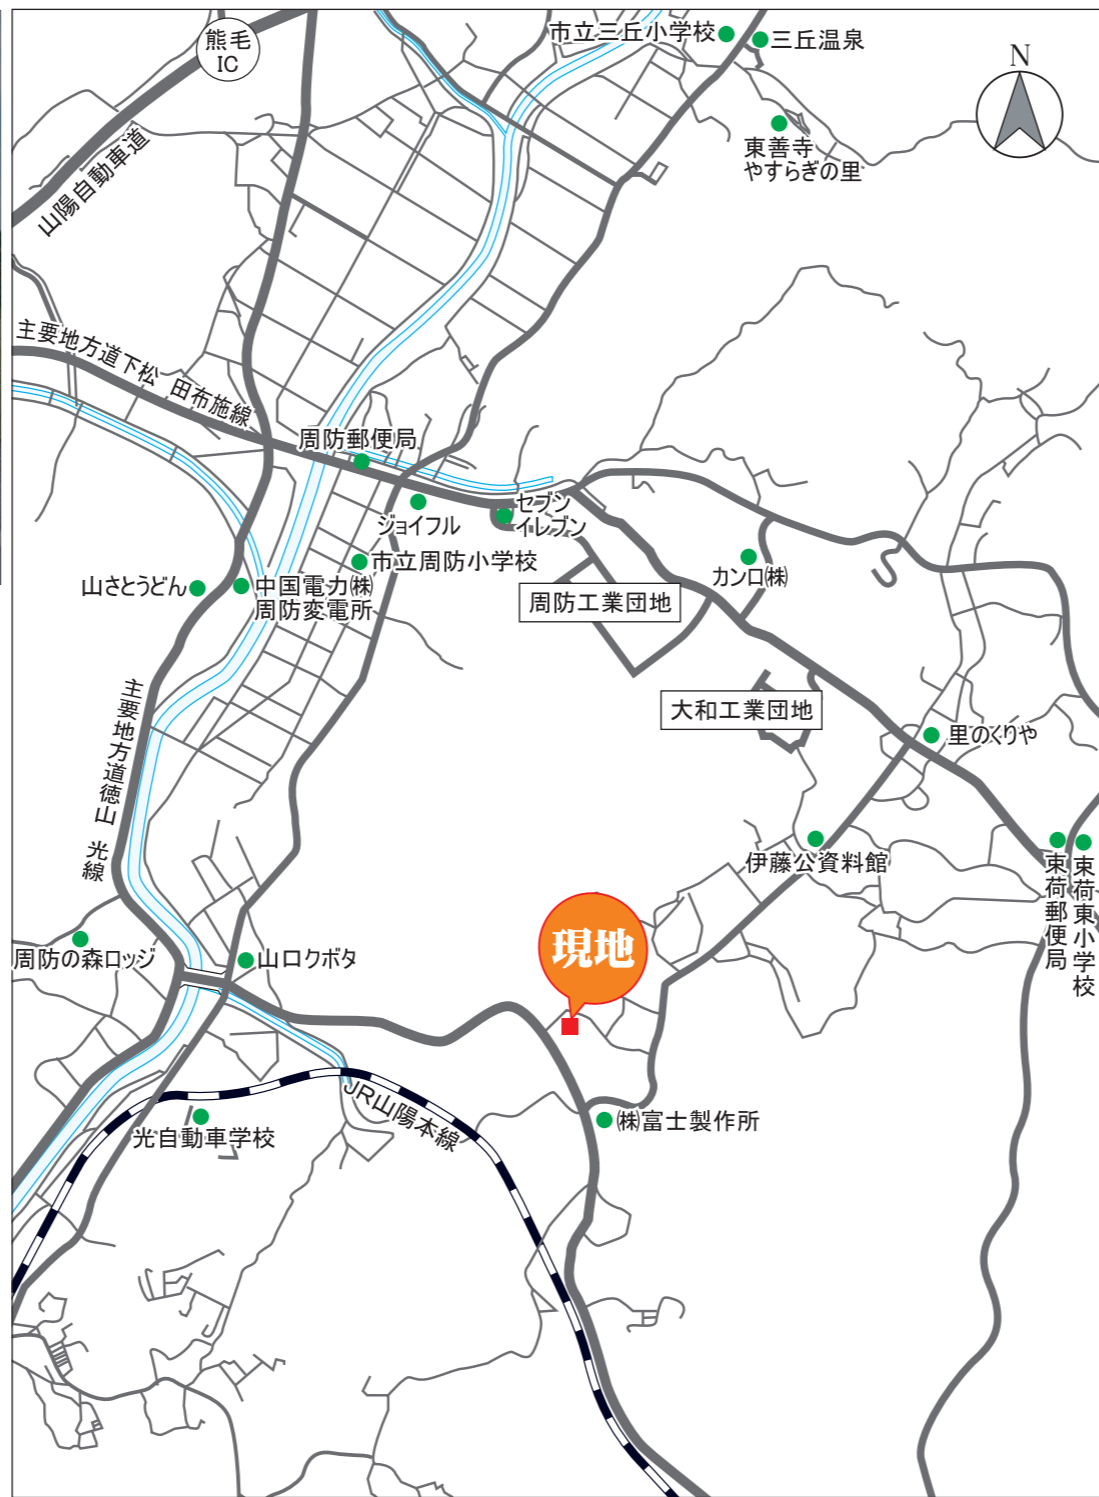 熊毛
IC
市立三丘小学校
三丘温泉
N
東善寺
やすらぎの里
山陽自動車道
主要地方道下松 田布施線
周防郵便局
ジョイフル
セブン
イレブン
市立周防小学校
カンロ㈱
山さとうどん
中国電力㈱
周防変電所
周防工業団地
大和工業団地
里のくりや
主要地方道徳山 光線
伊藤公資料館
束荷郵便局
束荷東小学校
現地
周防の森ロッジ
山口クボタ
JR山陽本線
㈱富士製作所
光自動車学校